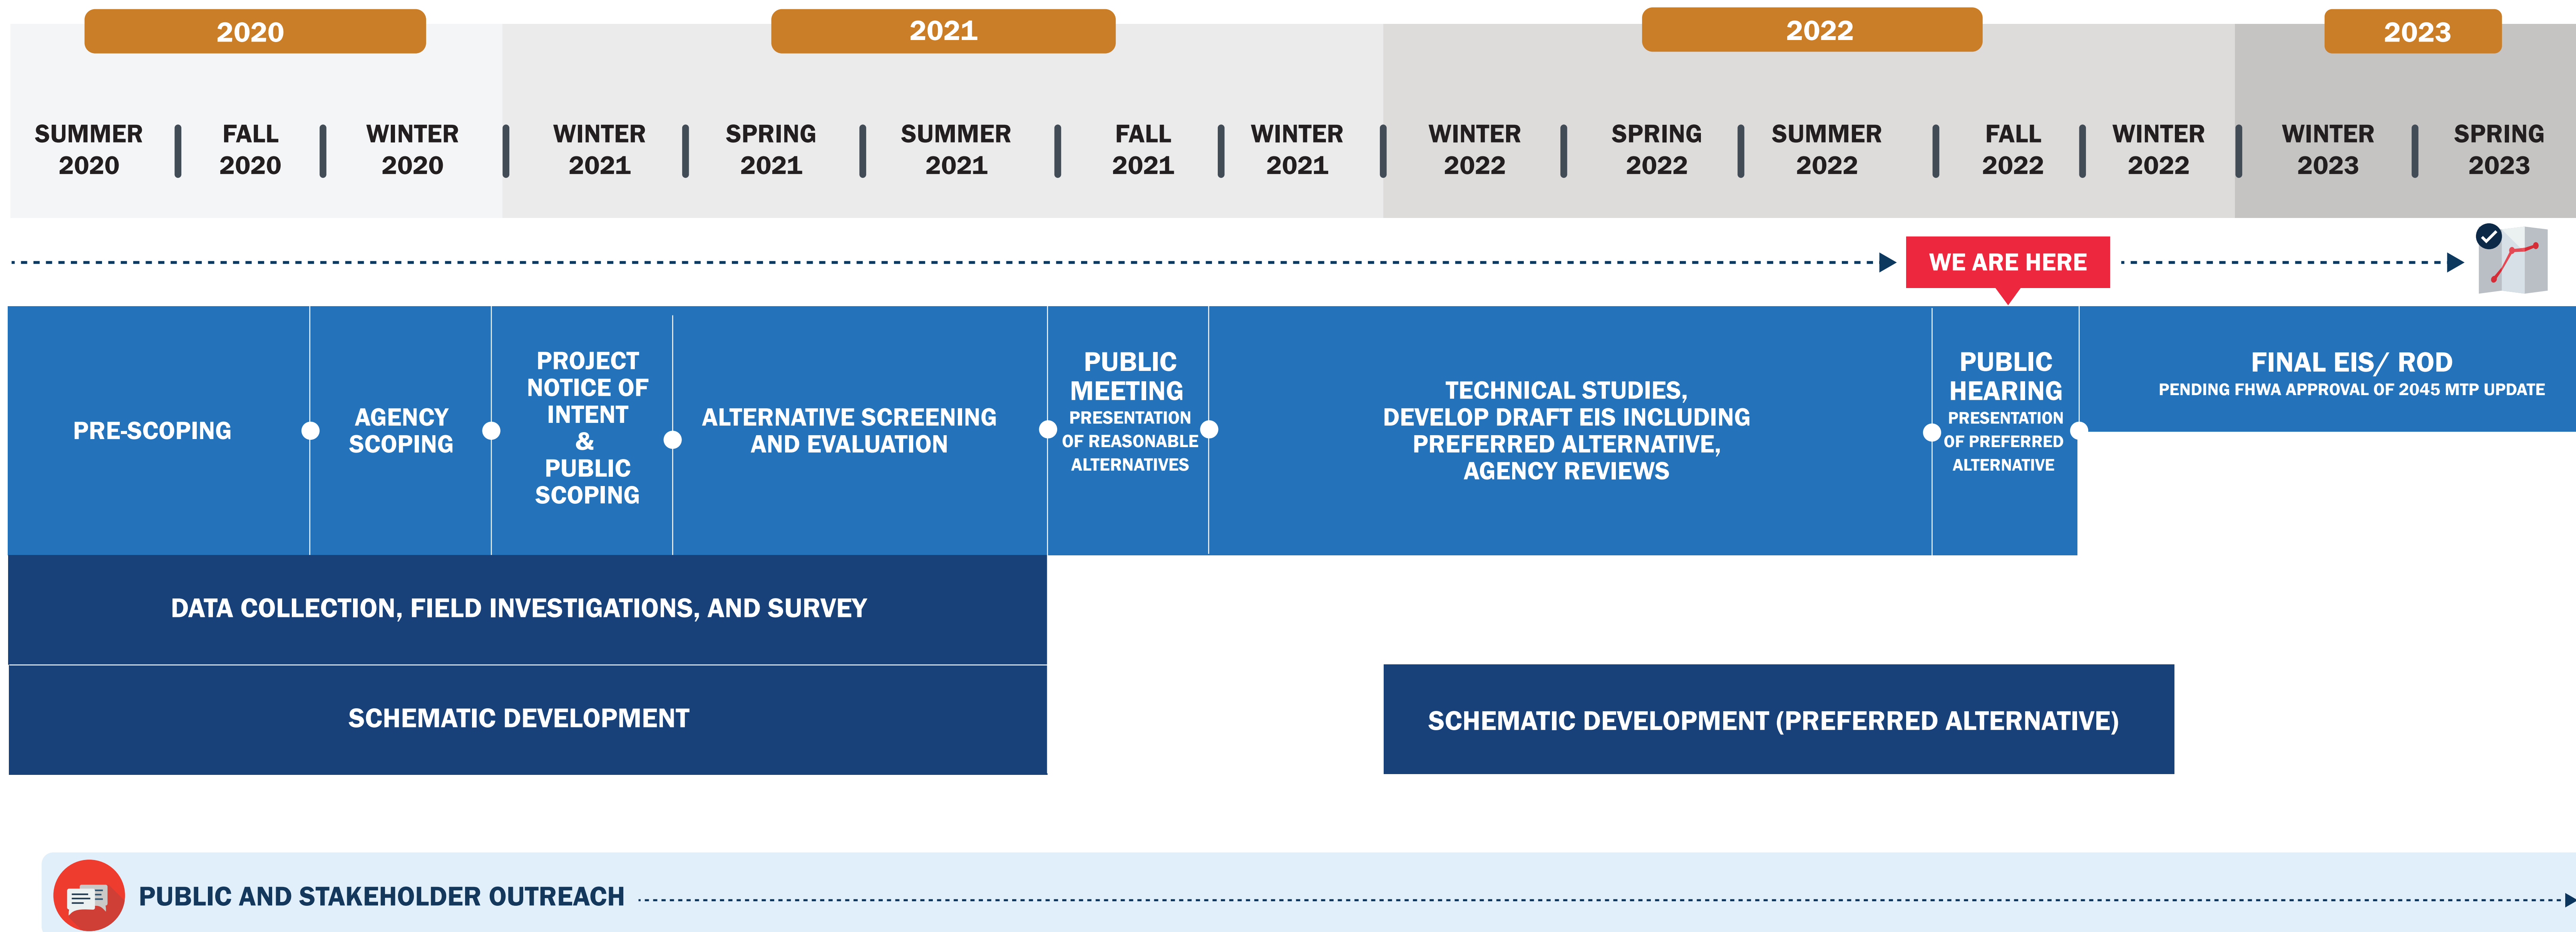 2020
2021
2022
2023
SUMMER
2020
FALL
2020
WINTER
2020
WINTER
2021
SPRING
2021
SUMMER
2021
FALL
2021
WINTER
2021
WINTER
2022
SPRING
2022
SUMMER
2022
FALL
2022
WINTER
2022
WINTER
2023
SPRING
2023
WE ARE HERE
PRE-SCOPING
AGENCY
SCOPING
PROJECT
NOTICE OF
INTENT
&
PUBLIC
SCOPING
ALTERNATIVE SCREENING
AND EVALUATION
PUBLIC
MEETING
PRESENTATION
OF REASONABLE
ALTERNATIVES
TECHNICAL STUDIES,
DEVELOP DRAFT EIS INCLUDING
PREFERRED ALTERNATIVE,
AGENCY REVIEWS
PUBLIC
HEARING
PRESENTATION
OF PREFERRED
ALTERNATIVE
FINAL EIS/ ROD
PENDING FHWA APPROVAL OF 2045 MTP UPDATE
DATA COLLECTION, FIELD INVESTIGATIONS, AND SURVEY
SCHEMATIC DEVELOPMENT
SCHEMATIC DEVELOPMENT (PREFERRED ALTERNATIVE)
PUBLIC AND STAKEHOLDER OUTREACH